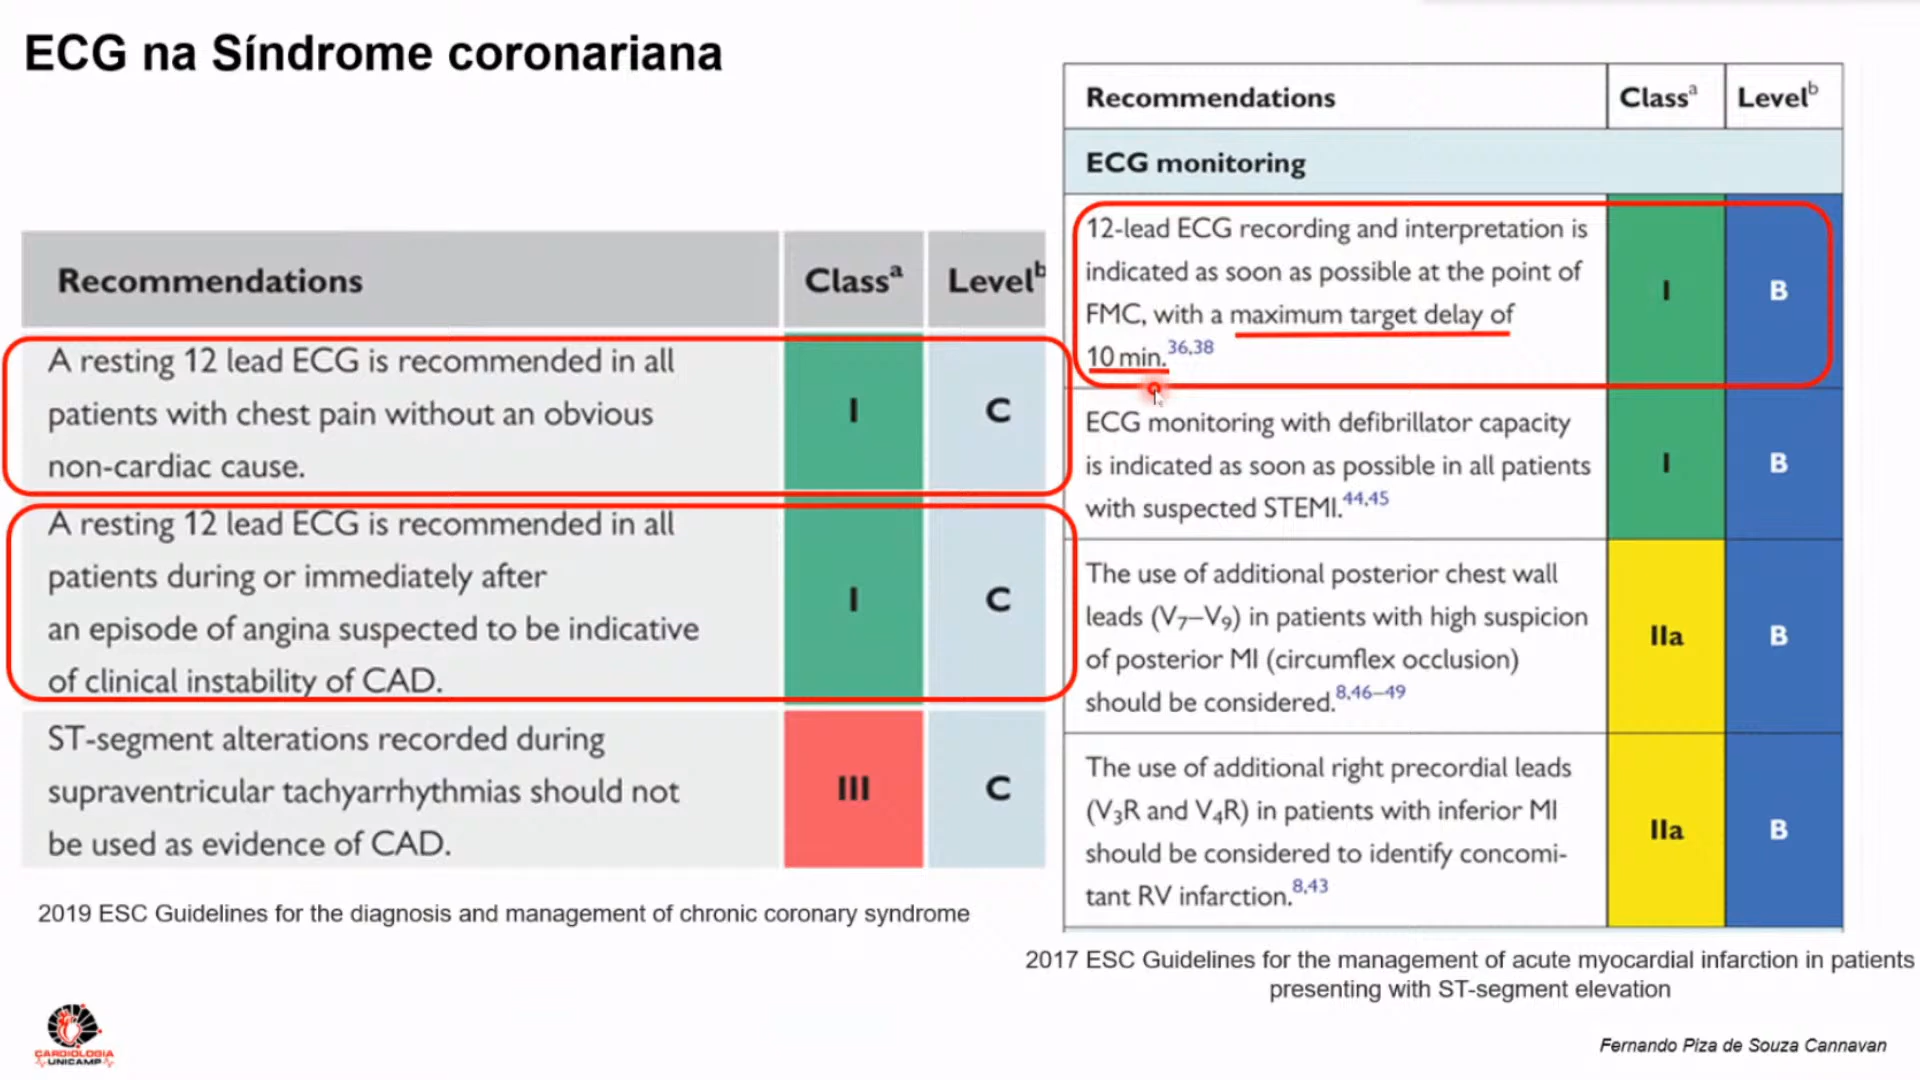 ECG na Síndrome coronariana
Recommendations Classᵃ Levelᵇ
A resting 12 lead ECG is recommended in all
patients with chest pain without an obvious
non-cardiac cause.
I C
A resting 12 lead ECG is recommended in all
patients during or immediately after
an episode of angina suspected to be indicative
of clinical instability of CAD.
I C
ST-segment alterations recorded during
supraventricular tachyarrhythmias should not
be used as evidence of CAD.
III C
2019 ESC Guidelines for the diagnosis and management of chronic coronary syndrome
Recommendations Classᵃ Levelᵇ
ECG monitoring
12-lead ECG recording and interpretation is
indicated as soon as possible at the point of
FMC, with a maximum target delay of
10 min.³⁶,³⁸
I B
ECG monitoring with defibrillator capacity
is indicated as soon as possible in all patients
with suspected STEMI.⁴⁴,⁴⁵
I B
The use of additional posterior chest wall
leads (V₇–V₉) in patients with high suspicion
of posterior MI (circumflex occlusion)
should be considered.⁸,⁴⁶–⁴⁹
IIa B
The use of additional right precordial leads
(V₃R and V₄R) in patients with inferior MI
should be considered to identify concomi-
tant RV infarction.⁸,⁴³
IIa B
2017 ESC Guidelines for the management of acute myocardial infarction in patients
presenting with ST-segment elevation
CARDIOLOGIA
UNICAMP
Fernando Piza de Souza Cannavan